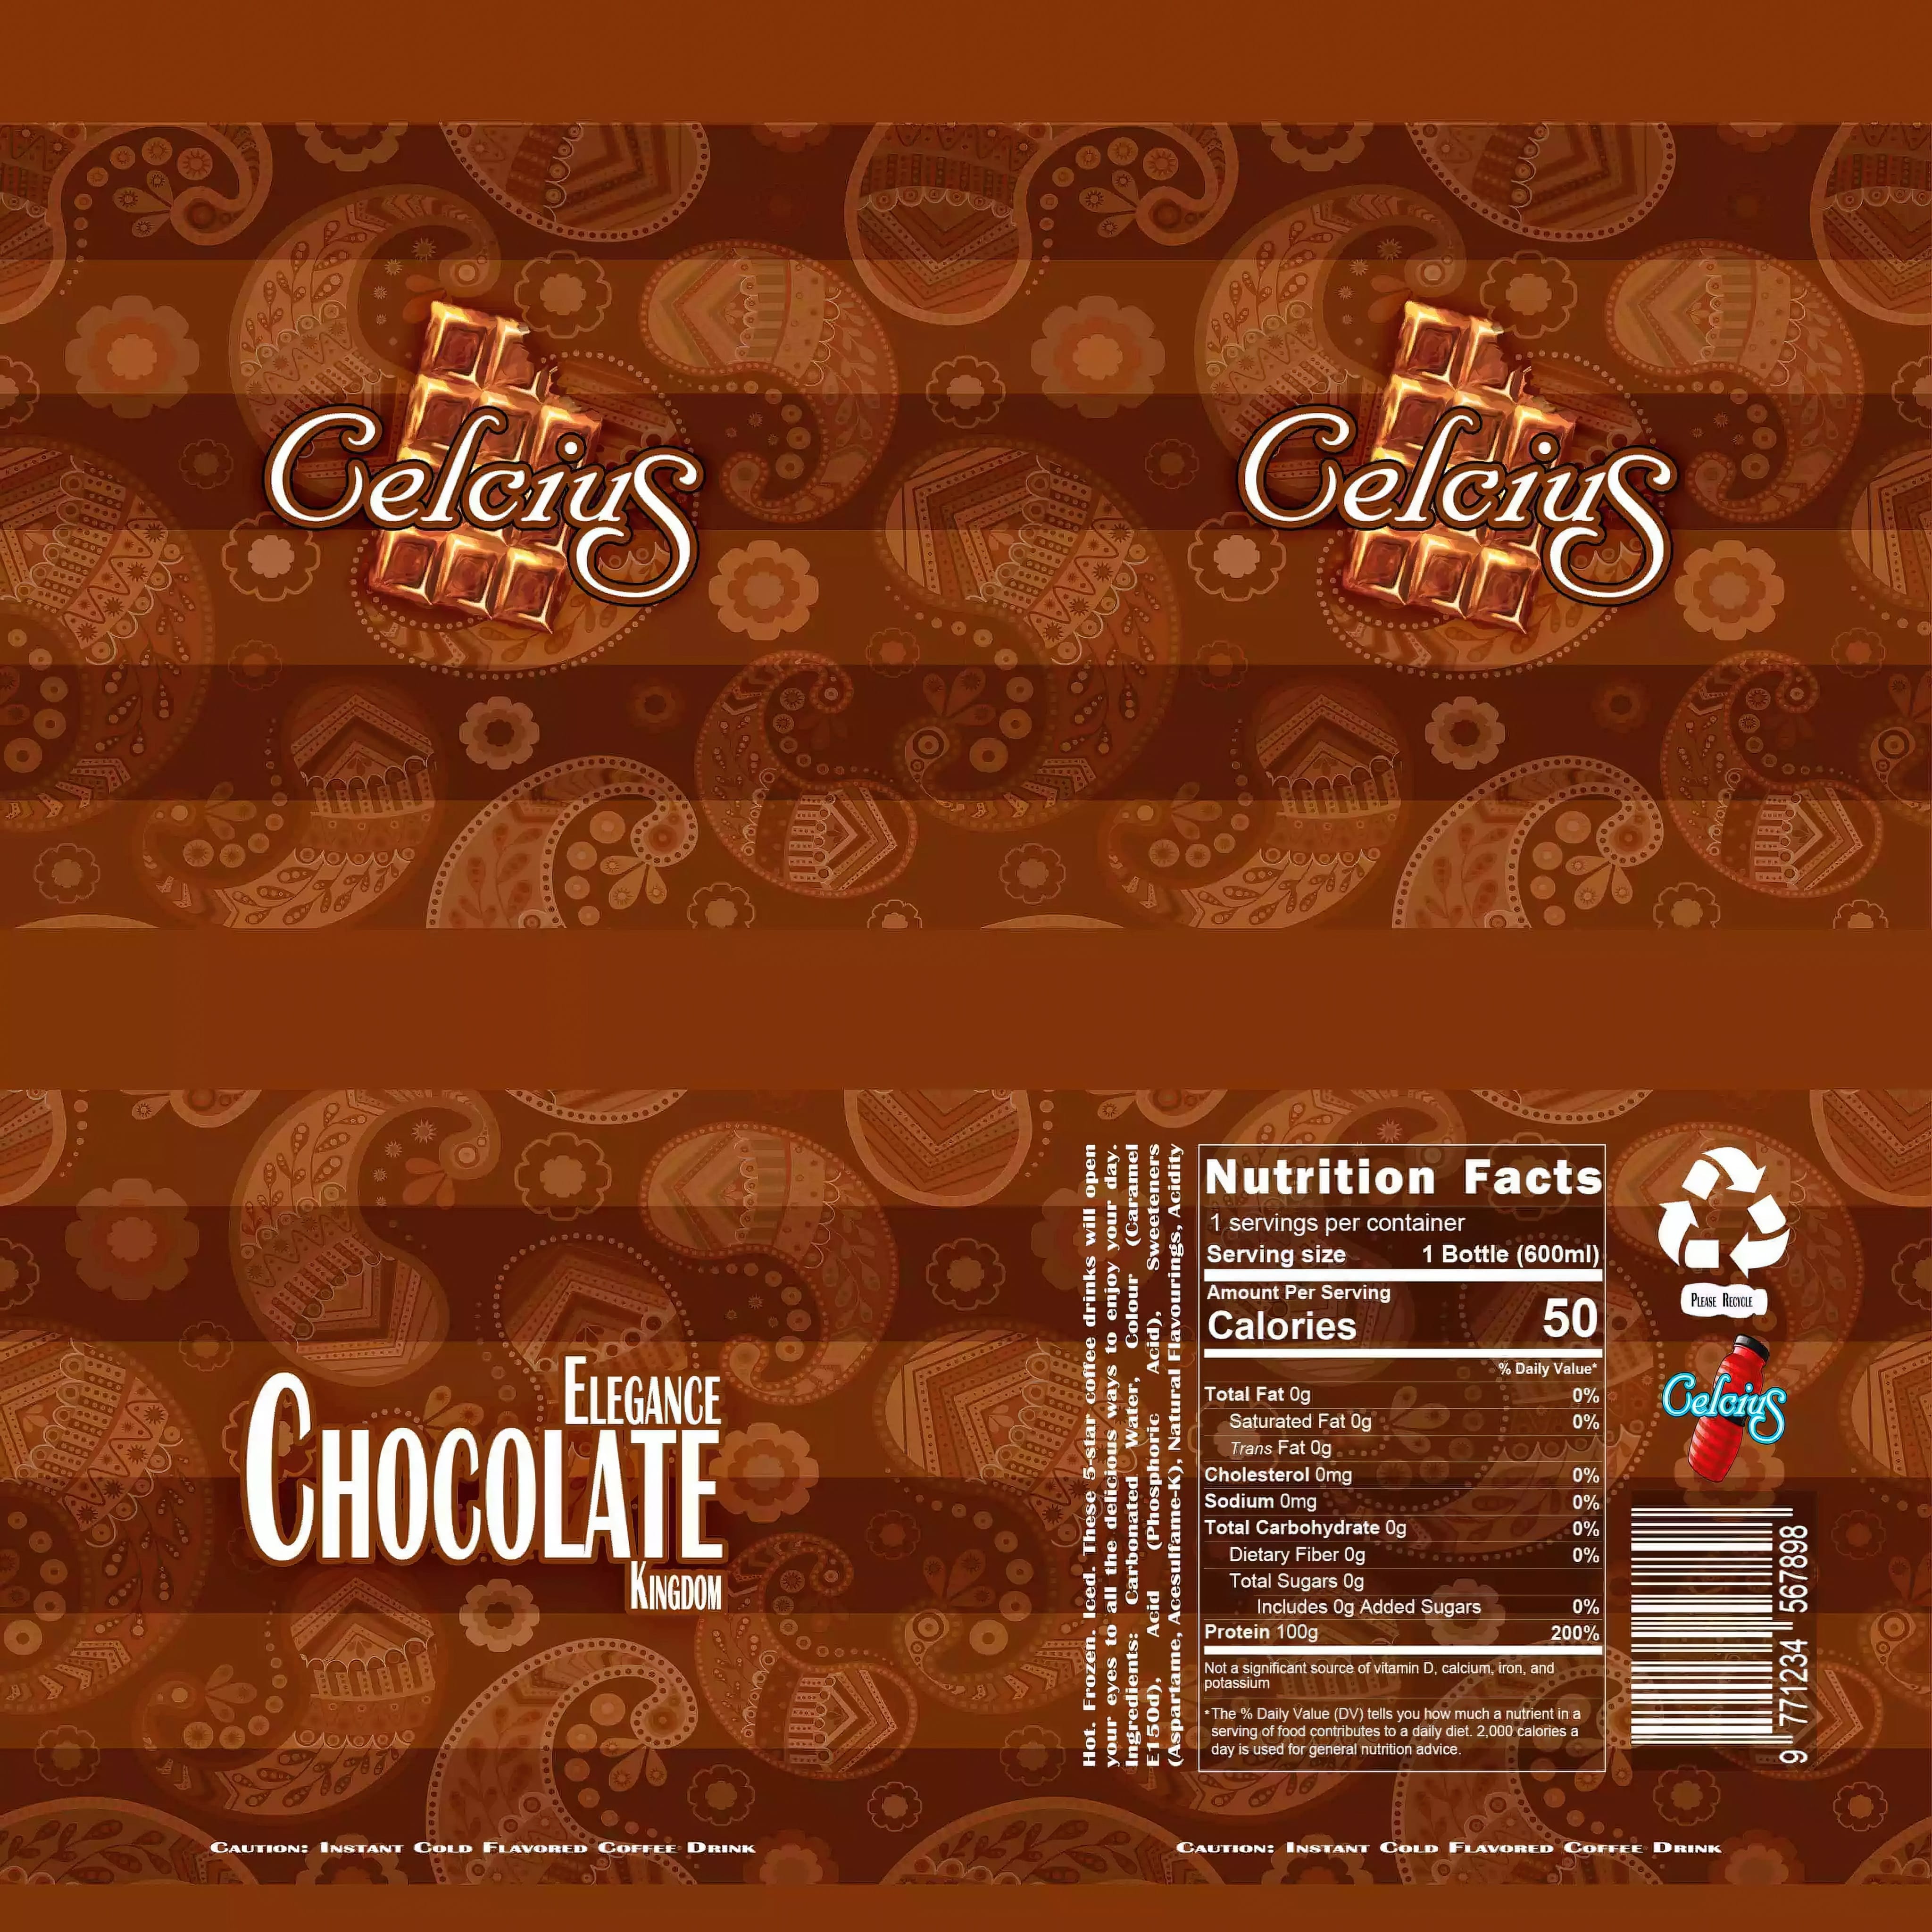 Celcius
Celcius
ELEGANCE
CHOCOLATE
KINGDOM
CAUTION: INSTANT COLD FLAVORED COFFEE DRINK
Hot. Frozen. Iced. These 5-star coffee drinks will open
your eyes to all the delicious ways to enjoy your day.
Ingredients: Carbonated Water, Colour (Caramel
E150d), Acid (Phosphoric Acid), Sweeteners
(Aspartame, Acesulfame-K), Natural Flavourings, Acidity
Nutrition Facts
1 servings per container
Serving size 1 Bottle (600ml)
Amount Per Serving
Calories 50
% Daily Value*
Total Fat 0g 0%
Saturated Fat 0g 0%
Trans Fat 0g
Cholesterol 0mg 0%
Sodium 0mg 0%
Total Carbohydrate 0g 0%
Dietary Fiber 0g 0%
Total Sugars 0g
Includes 0g Added Sugars 0%
Protein 100g 200%
Not a significant source of vitamin D, calcium, iron, and
potassium
*The % Daily Value (DV) tells you how much a nutrient in a
serving of food contributes to a daily diet. 2,000 calories a
day is used for general nutrition advice.
PLEASE RECYCLE
Celcius
9 771234 567898
CAUTION: INSTANT COLD FLAVORED COFFEE DRINK